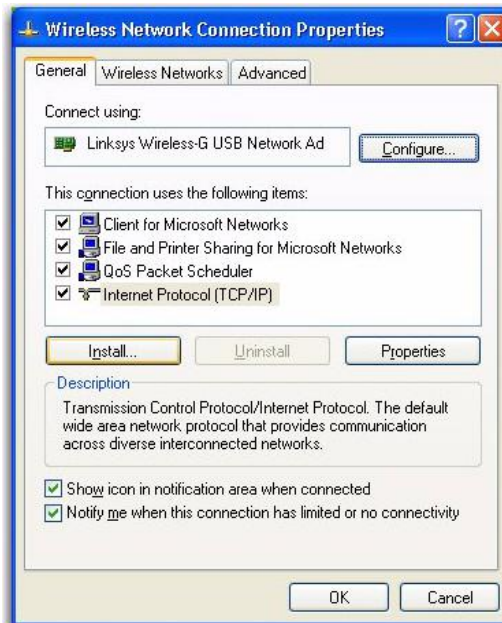 Wireless Network Connection Properties
General Wireless Networks Advanced
Connect using:
Linksys Wireless-G USB Network Ad
Configure...
This connection uses the following items:
Client for Microsoft Networks
File and Printer Sharing for Microsoft Networks
QoS Packet Scheduler
Internet Protocol (TCP/IP)
Install... Uninstall Properties
Description
Transmission Control Protocol/Internet Protocol. The default
wide area network protocol that provides communication
across diverse interconnected networks.
Show icon in notification area when connected
Notify me when this connection has limited or no connectivity
OK Cancel